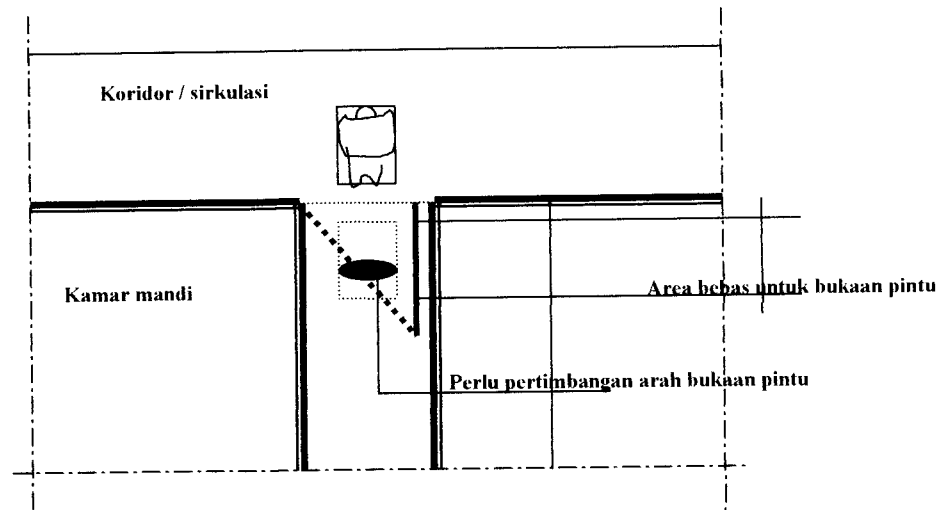 Koridor / sirkulasi
Kamar mandi
Area bebas untuk bukaan pintu
Perlu pertimbangan arah bukaan pintu